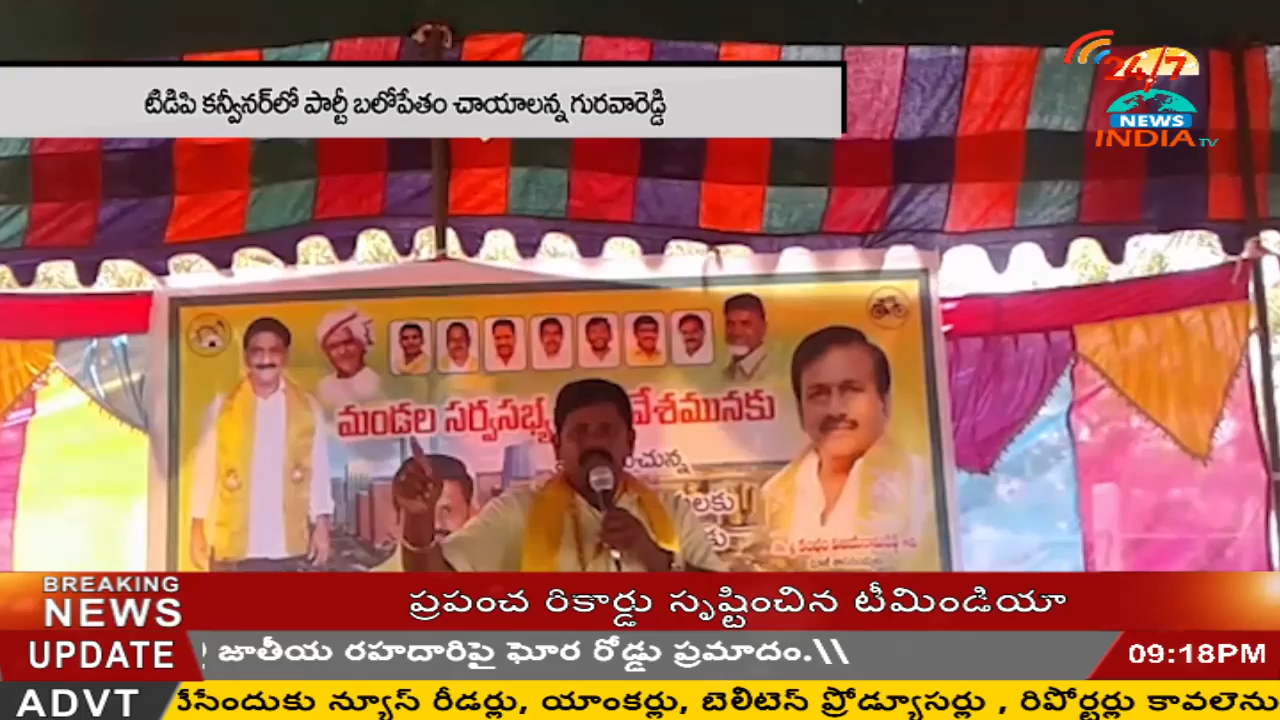 టిడిపి కన్వీనర్‌లో పార్టీ బలోపేతం చాయాలన్న గురవారెడ్డి
24/7
NEWS
INDIA TV
మండల సర్వసభ్య వేశమునకు
BREAKING
NEWS
ప్రపంచ రికార్డు సృష్టించిన టీమిండియా
UPDATE
జాతీయ రహదారిపై ఘోర రోడ్డు ప్రమాదం.\\
09:18PM
ADVT
వేసేందుకు న్యూస్ రీడర్లు, యాంకర్లు, బెలిటెన్ ప్రోడ్యూసర్లు , రిపోర్టర్లు కావలెను